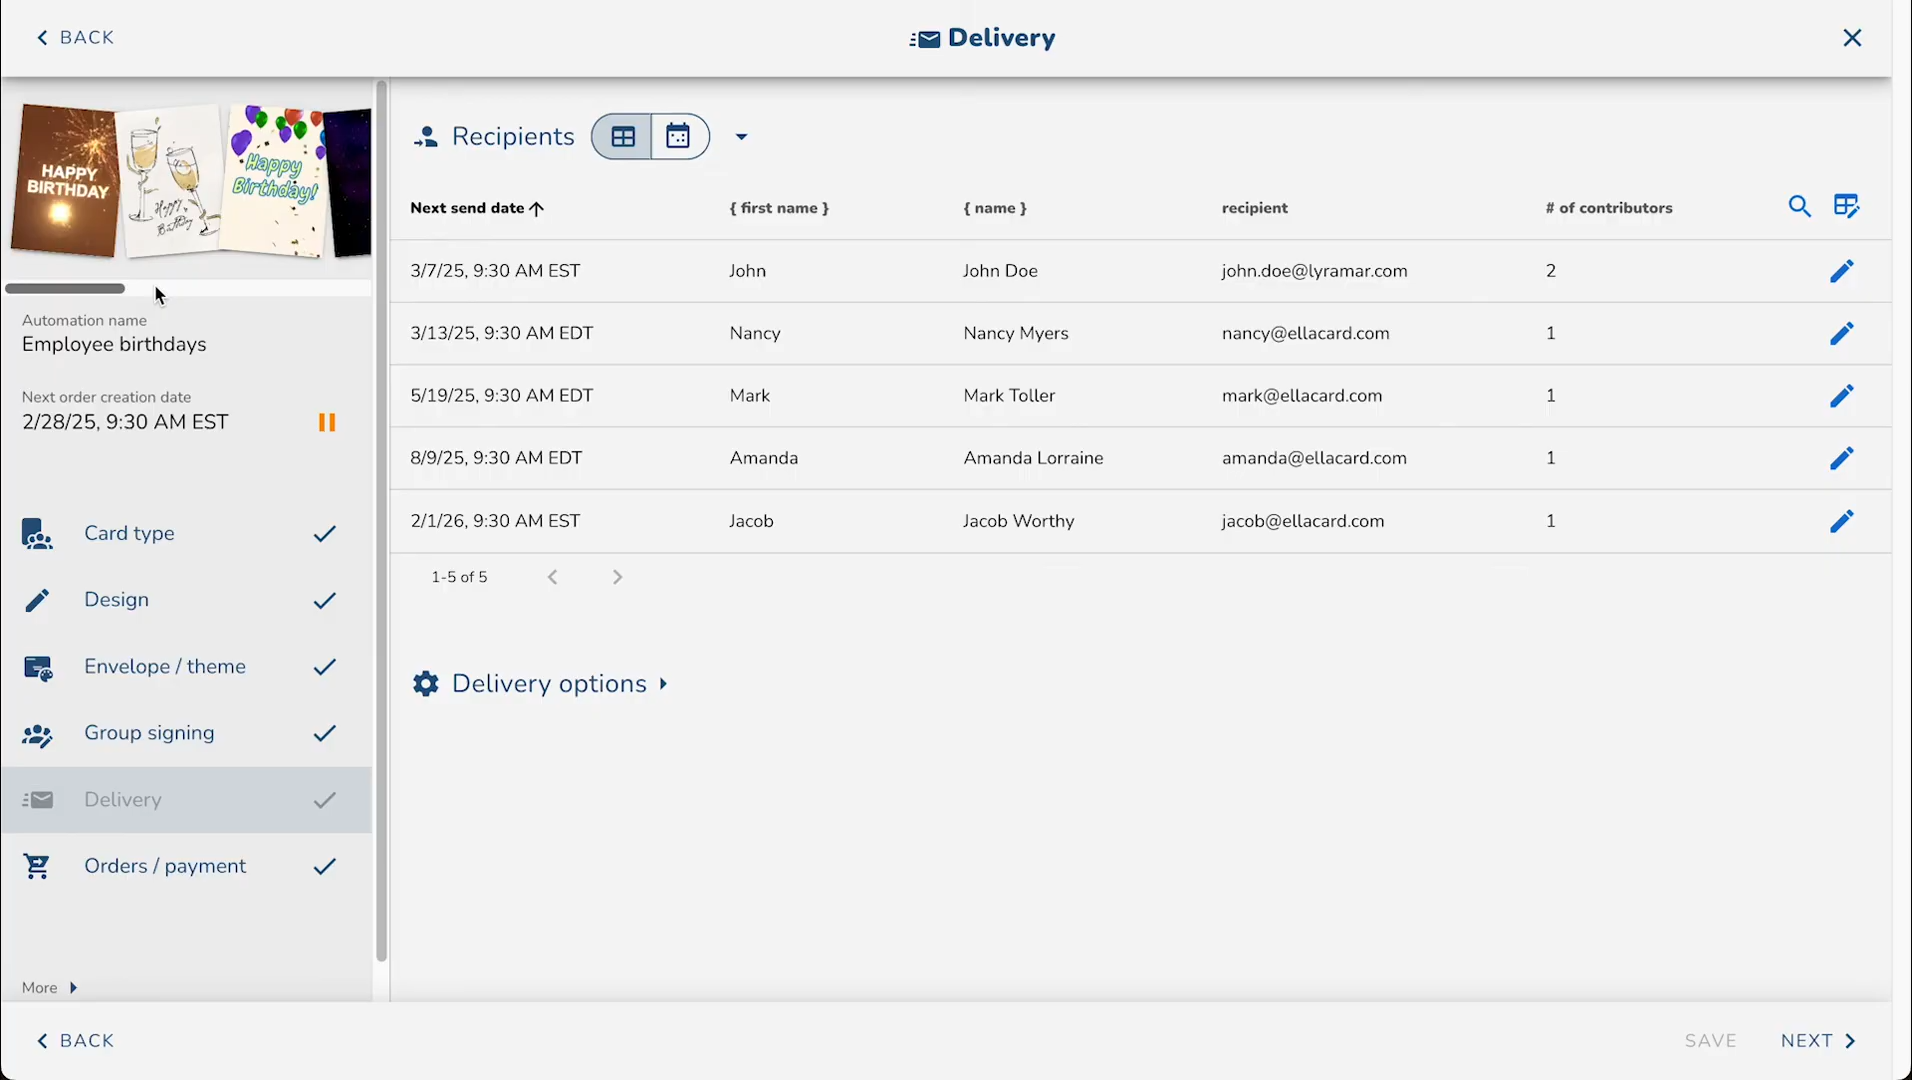 BACK
Delivery
HAPPY
BIRTHDAY
Happy
Birthday
Happy
Birthday!
Automation name
Employee birthdays
Next order creation date
2/28/25, 9:30 AM EST
Card type
Design
Envelope / theme
Group signing
Delivery
Orders / payment
More
Recipients
Next send date { first name } { name } recipient # of contributors
3/7/25, 9:30 AM EST John John Doe john.doe@lyramar.com 2
3/13/25, 9:30 AM EDT Nancy Nancy Myers nancy@ellacard.com 1
5/19/25, 9:30 AM EDT Mark Mark Toller mark@ellacard.com 1
8/9/25, 9:30 AM EDT Amanda Amanda Lorraine amanda@ellacard.com 1
2/1/26, 9:30 AM EST Jacob Jacob Worthy jacob@ellacard.com 1
1-5 of 5
Delivery options
BACK
SAVE NEXT